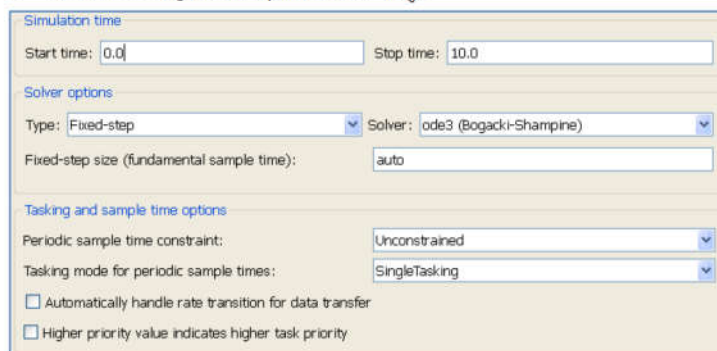 Simulation time
Start time: 0.0 Stop time: 10.0
Solver options
Type: Fixed-step Solver: ode3 (Bogacki-Shampine)
Fixed-step size (fundamental sample time): auto
Tasking and sample time options
Periodic sample time constraint: Unconstrained
Tasking mode for periodic sample times: SingleTasking
Automatically handle rate transition for data transfer
Higher priority value indicates higher task priority